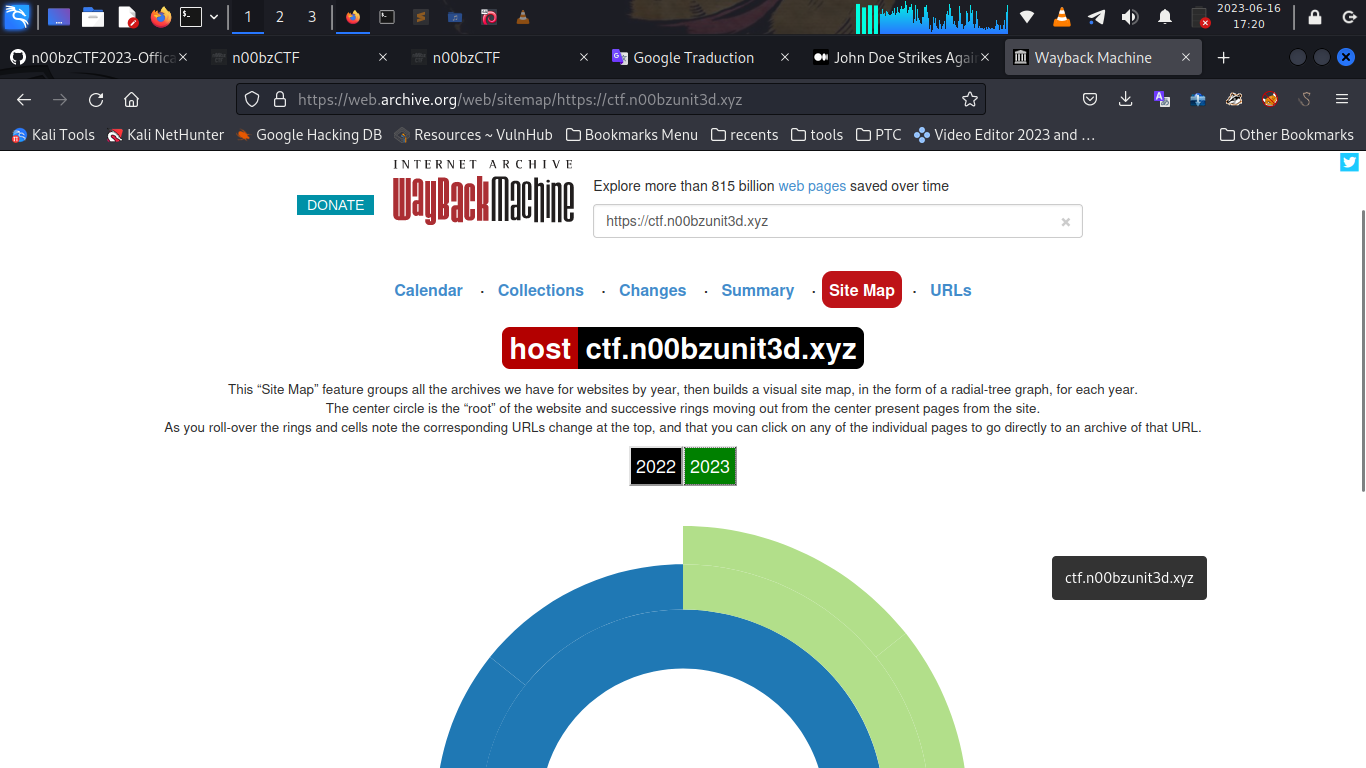 1 2 3
2023-06-16
17:20
n00bzCTF2023-Offica
n00bzCTF
n00bzCTF
Google Traduction
John Doe Strikes Agai
Wayback Machine
https://web.archive.org/web/sitemap/https://ctf.n00bzunit3d.xyz
Kali Tools
Kali NetHunter
Google Hacking DB
Resources ~ VulnHub
Bookmarks Menu
recents
tools
PTC
Video Editor 2023 and …
Other Bookmarks
INTERNET ARCHIVE
WayBackMachine
DONATE
Explore more than 815 billion web pages saved over time
https://ctf.n00bzunit3d.xyz
Calendar · Collections · Changes · Summary · Site Map · URLs
host ctf.n00bzunit3d.xyz
This “Site Map” feature groups all the archives we have for websites by year, then builds a visual site map, in the form of a radial-tree graph, for each year.
The center circle is the “root” of the website and successive rings moving out from the center present pages from the site.
As you roll-over the rings and cells note the corresponding URLs change at the top, and that you can click on any of the individual pages to go directly to an archive of that URL.
2022 2023
ctf.n00bzunit3d.xyz